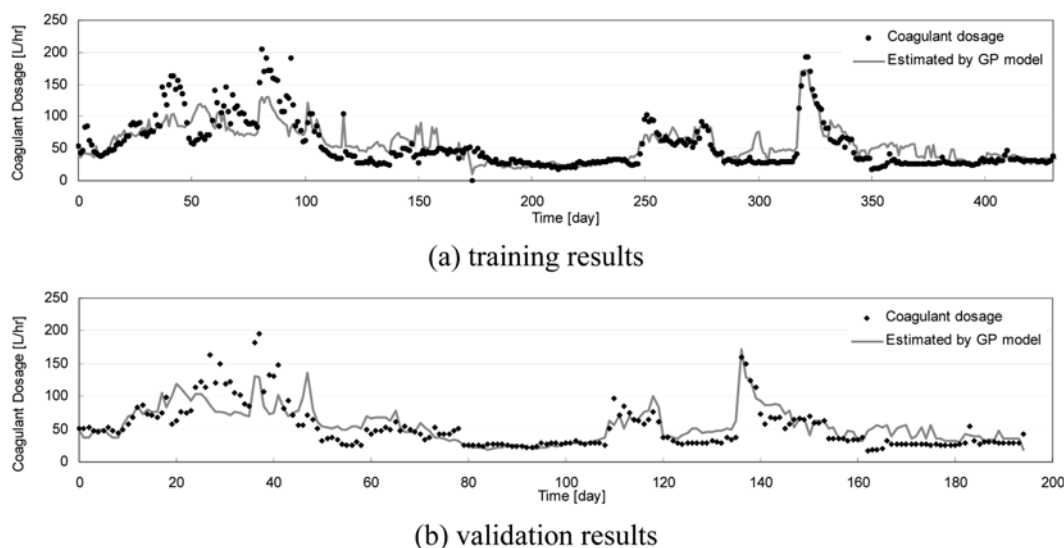 250
200
150
100
50
0
Coagulant Dosage [L/hr]
Coagulant dosage
Estimated by GP model
0 50 100 150 200 250 300 350 400
Time [day]
(a) training results
250
200
150
100
50
0
Coagulant Dosage [L/hr]
Coagulant dosage
Estimated by GP model
0 20 40 60 80 100 120 140 160 180 200
Time [day]
(b) validation results